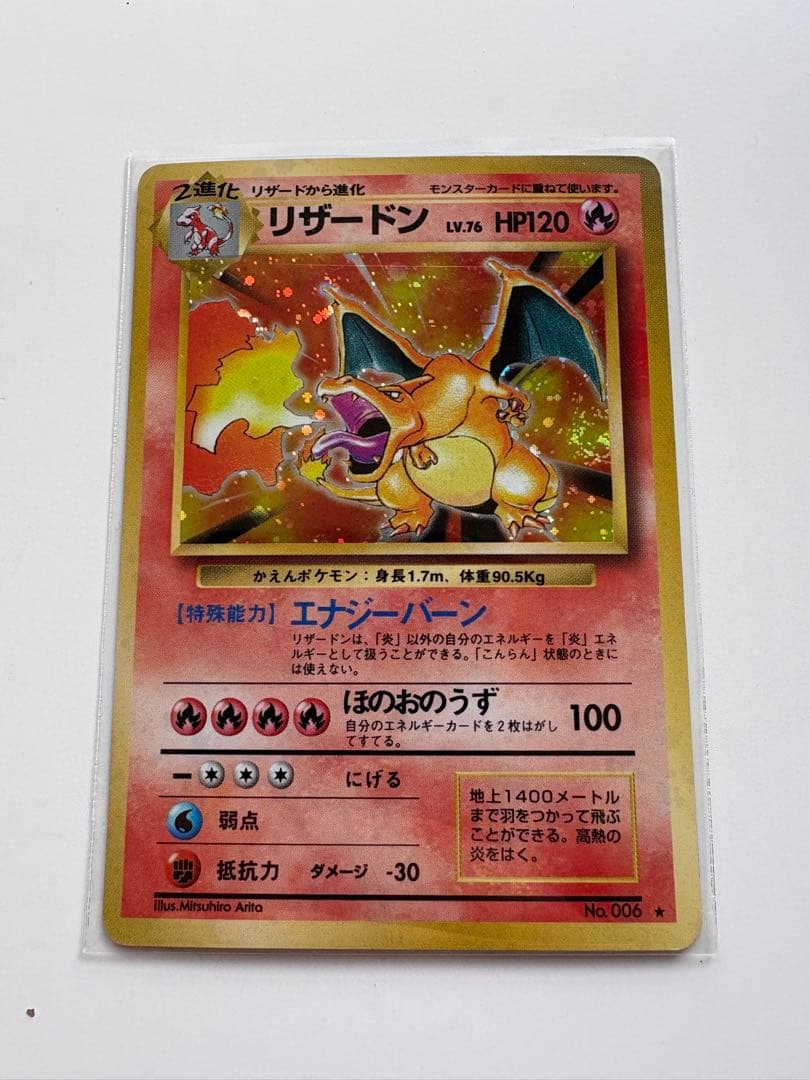 2進化 リザードから進化 モンスターカードに重ねて使います。
リザードン LV.76 HP120
かえんポケモン：身長1.7m、体重90.5Kg
【特殊能力】エナジーバーン
リザードンは、「炎」以外の自分のエネルギーを「炎」エネ
ルギーとして扱うことができる。「こんらん」状態のときに
は使えない。
ほのおのうず 100
自分のエネルギーカードを2枚はがし
てすてる。
ー にげる
弱点
抵抗力 ダメージ -30
地上1400メートル
まで羽をつかって飛ぶ
ことができる。高熱の
炎をはく。
Illus.Mitsuhiro Arita
No. 006 ★